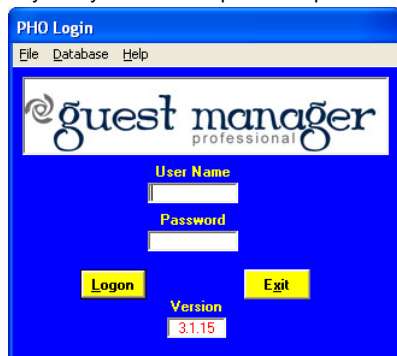 PHO Login
File Database Help
guest manager
professional
User Name
Password
Logon Exit
Version
3.1.15